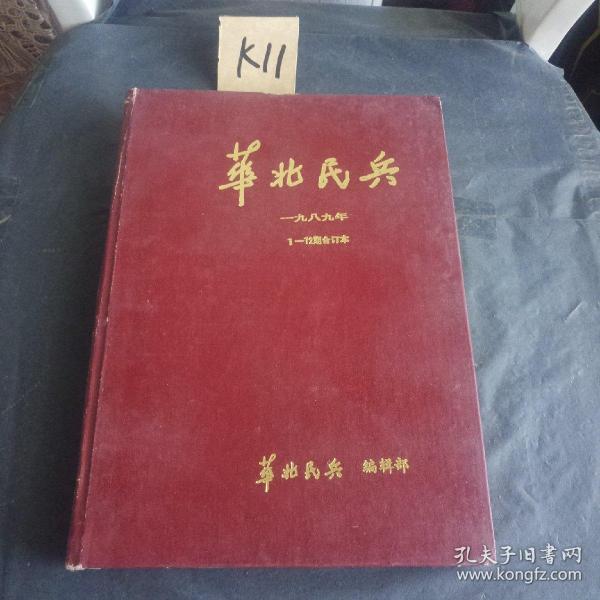 K11
華北民兵
一九八九年
1-12期合订本
華北民兵 编辑部
孔夫子旧书网
www.kongfz.com